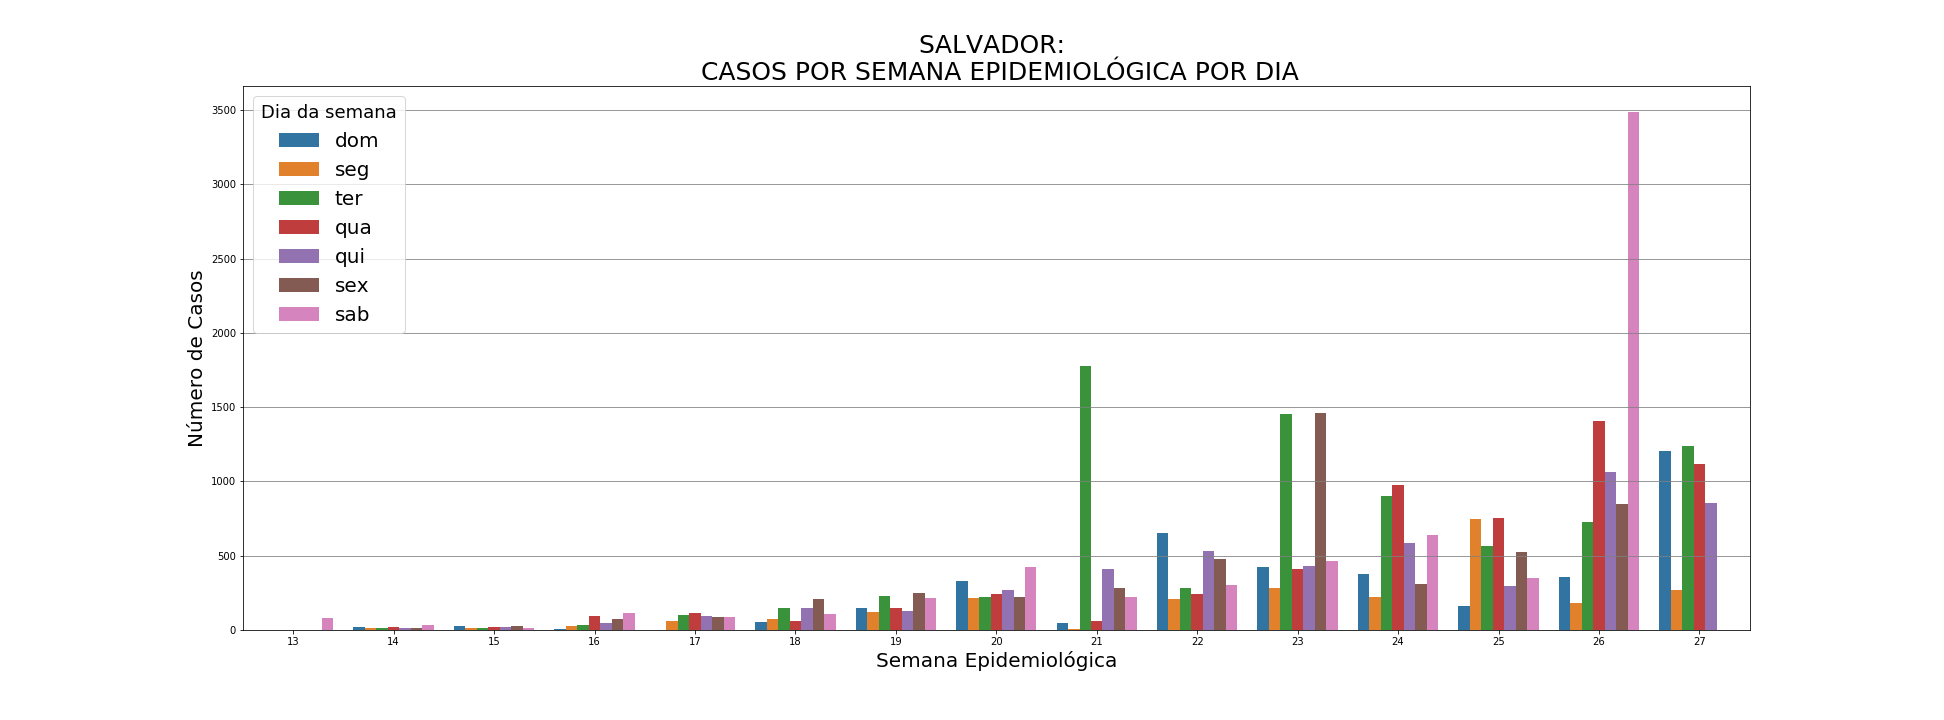 SALVADOR:
CASOS POR SEMANA EPIDEMIOLÓGICA POR DIA
Dia da semana
dom
seg
ter
qua
qui
sex
sab
Número de Casos
3500
3000
2500
2000
1500
1000
500
0
13 14 15 16 17 18 19 20 21 22 23 24 25 26 27
Semana Epidemiológica